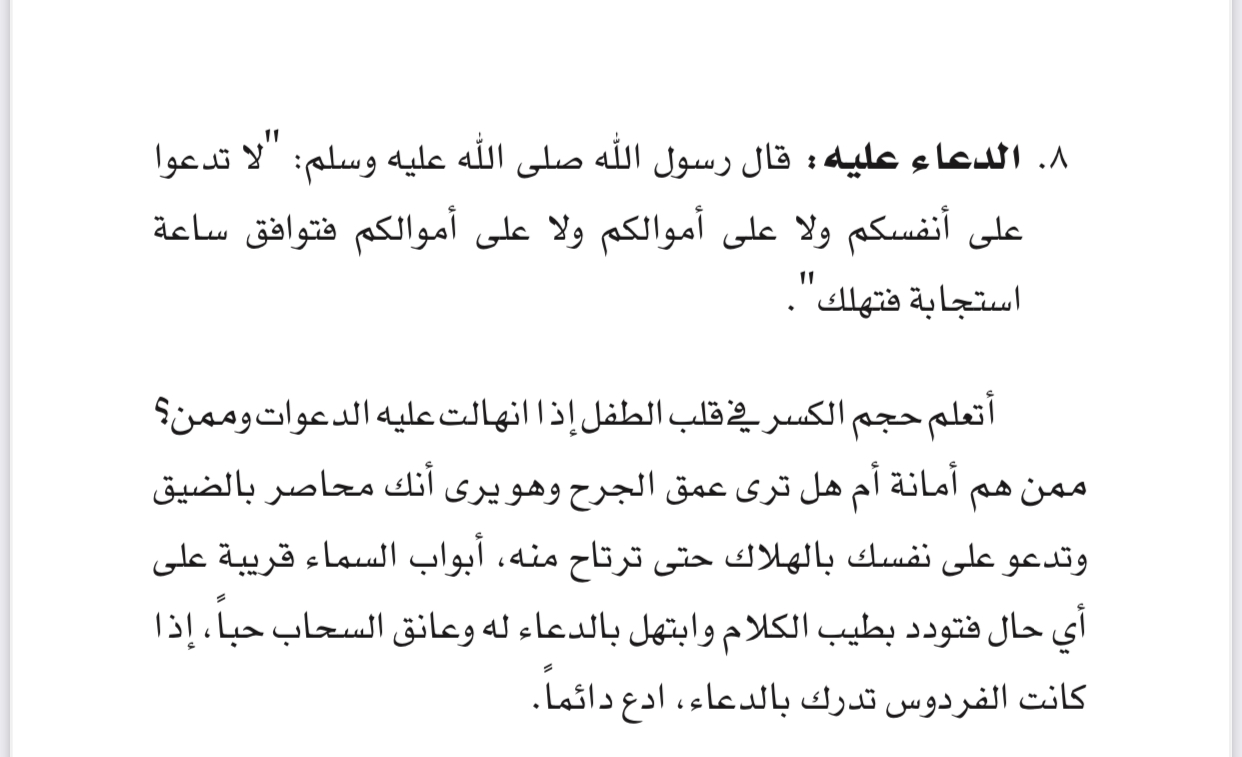 ٨. الدعاء عليه: قال رسول الله صلى الله عليه وسلم: "لا تدعوا
على أنفسكم ولا على أموالكم ولا على أموالكم فتوافق ساعة
استجابة فتهلك".
أتعلم حجم الكسر في قلب الطفل إذا انهالت عليه الدعوات وممن؟
ممن هم أمانة أم هل ترى عمق الجرح وهو يرى أنك محاصر بالضيق
وتدعو على نفسك بالهلاك حتى ترتاح منه، أبواب السماء قريبة على
أي حال فتودد بطيب الكلام وابتهل بالدعاء له وعانق السحاب حباً، إذا
كانت الفردوس تدرك بالدعاء، ادع دائماً.